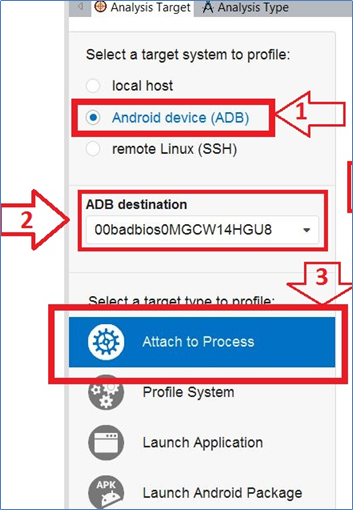 Analysis Target
Analysis Type
Select a target system to profile:
local host
Android device (ADB)
1
remote Linux (SSH)
2
ADB destination
00badbios0MGCW14HGU8
3
Select a target type to profile:
Attach to Process
Profile System
Launch Application
APK
Launch Android Package